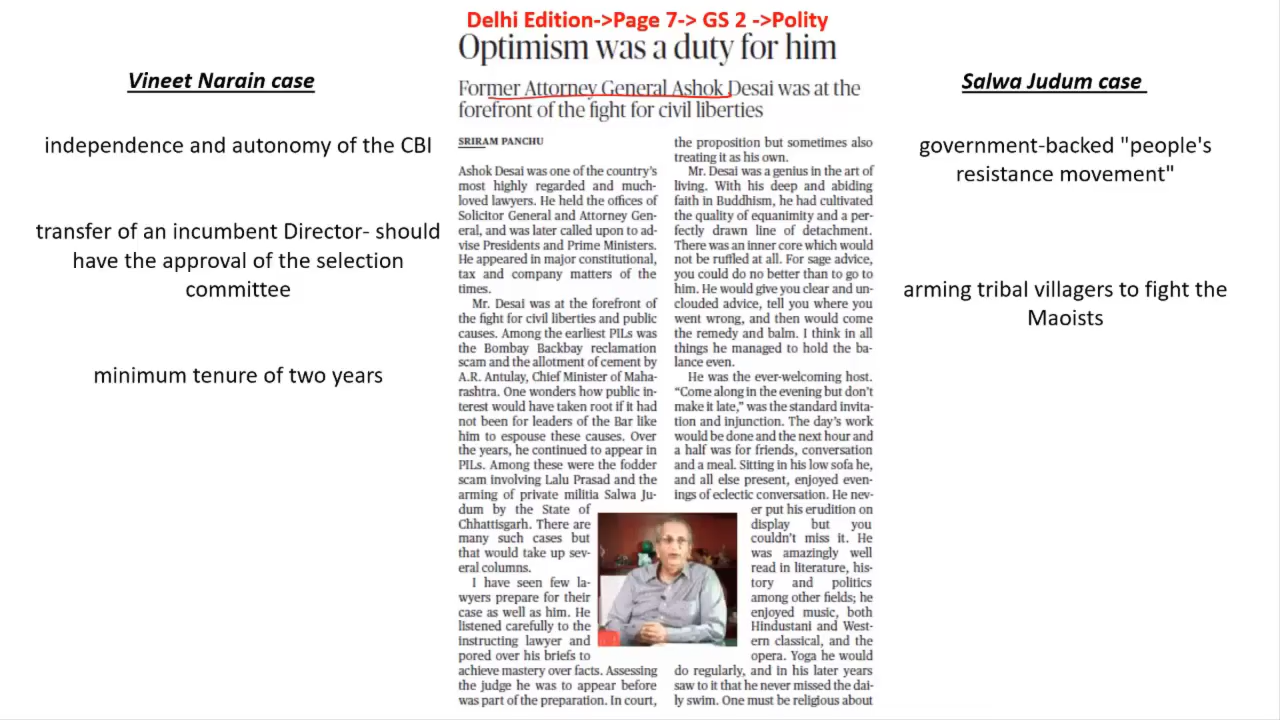 Delhi Edition->Page 7-> GS 2 ->Polity
Optimism was a duty for him
Former Attorney General Ashok Desai was at the
forefront of the fight for civil liberties
Vineet Narain case
independence and autonomy of the CBI
transfer of an incumbent Director- should
have the approval of the selection
committee
minimum tenure of two years
SRIRAM PANCHU
Ashok Desai was one of the country's
most highly regarded and much-
loved lawyers. He held the offices of
Solicitor General and Attorney Gen-
eral, and was later called upon to ad-
vise Presidents and Prime Ministers.
He appeared in major constitutional,
tax and company matters of the
times.
Mr. Desai was at the forefront of
the fight for civil liberties and public
causes. Among the earliest PILs was
the Bombay Backbay reclamation
scam and the allotment of cement by
A.R. Antulay, Chief Minister of Maha-
rashtra. One wonders how public in-
terest would have taken root if it had
not been for leaders of the Bar like
him to espouse these causes. Over
the years, he continued to appear in
PILs. Among these were the fodder
scam involving Lalu Prasad and the
arming of private militia Salwa Ju-
dum by the State of
Chhattisgarh. There are
many such cases but
that would take up sev-
eral columns.
I have seen few la-
wyers prepare for their
case as well as him. He
listened carefully to the
instructing lawyer and
pored over his briefs to
achieve mastery over facts. Assessing
the judge he was to appear before
was part of the preparation. In court,
the proposition but sometimes also
treating it as his own.
Mr. Desai was a genius in the art of
living. With his deep and abiding
faith in Buddhism, he had cultivated
the quality of equanimity and a per-
fectly drawn line of detachment.
There was an inner core which would
not be ruffled at all. For sage advice,
you could do no better than to go to
him. He would give you clear and un-
clouded advice, tell you where you
went wrong, and then would come
the remedy and balm. I think in all
things he managed to hold the ba-
lance even.
He was the ever-welcoming host.
“Come along in the evening but don't
make it late,” was the standard invita-
tion and injunction. The day's work
would be done and the next hour and
a half was for friends, conversation
and a meal. Sitting in his low sofa he,
and all else present, enjoyed even-
ings of eclectic conversation. He nev-
er put his erudition on
display but you
couldn't miss it. He
was amazingly well
read in literature, his-
tory and politics
among other fields; he
enjoyed music, both
Hindustani and West-
ern classical, and the
opera. Yoga he would
do regularly, and in his later years
saw to it that he never missed the dai-
ly swim. One must be religious about
Salwa Judum case
government-backed "people's
resistance movement"
arming tribal villagers to fight the
Maoists